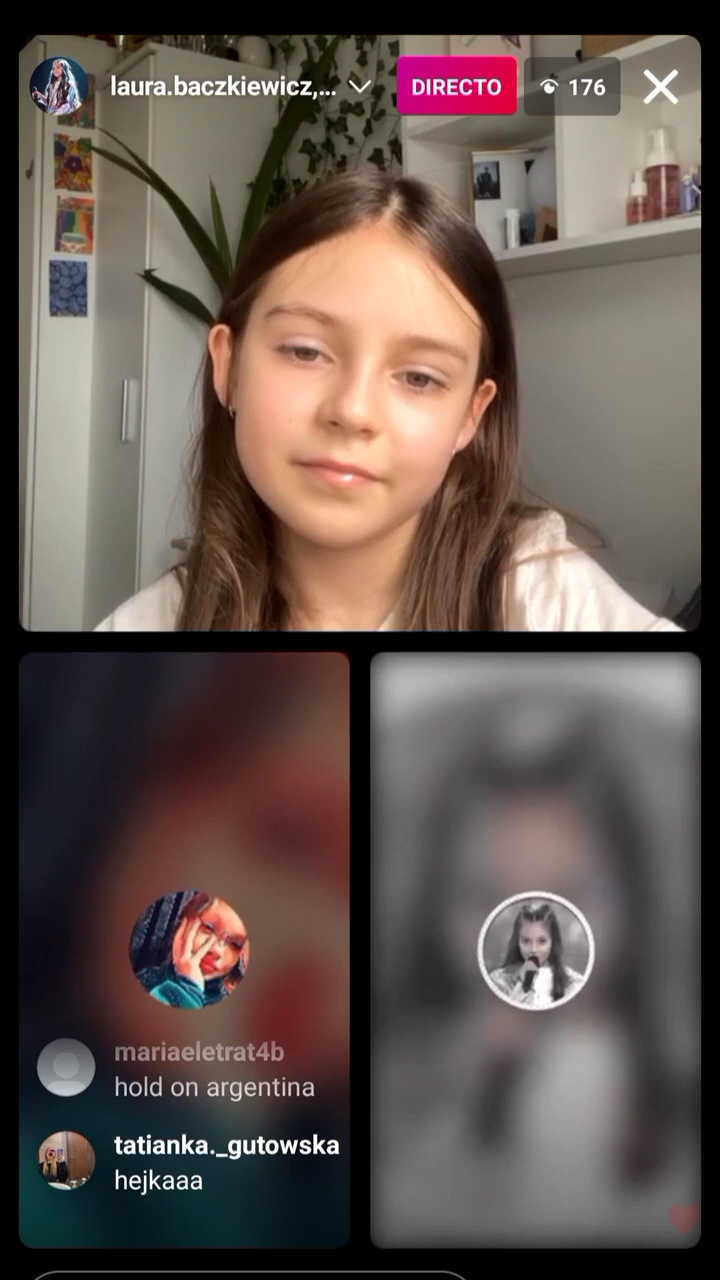 laura.baczkiewicz,...
DIRECTO
176
mariaeletrat4b
hold on argentina
tatianka._gutowska
hejkaaa